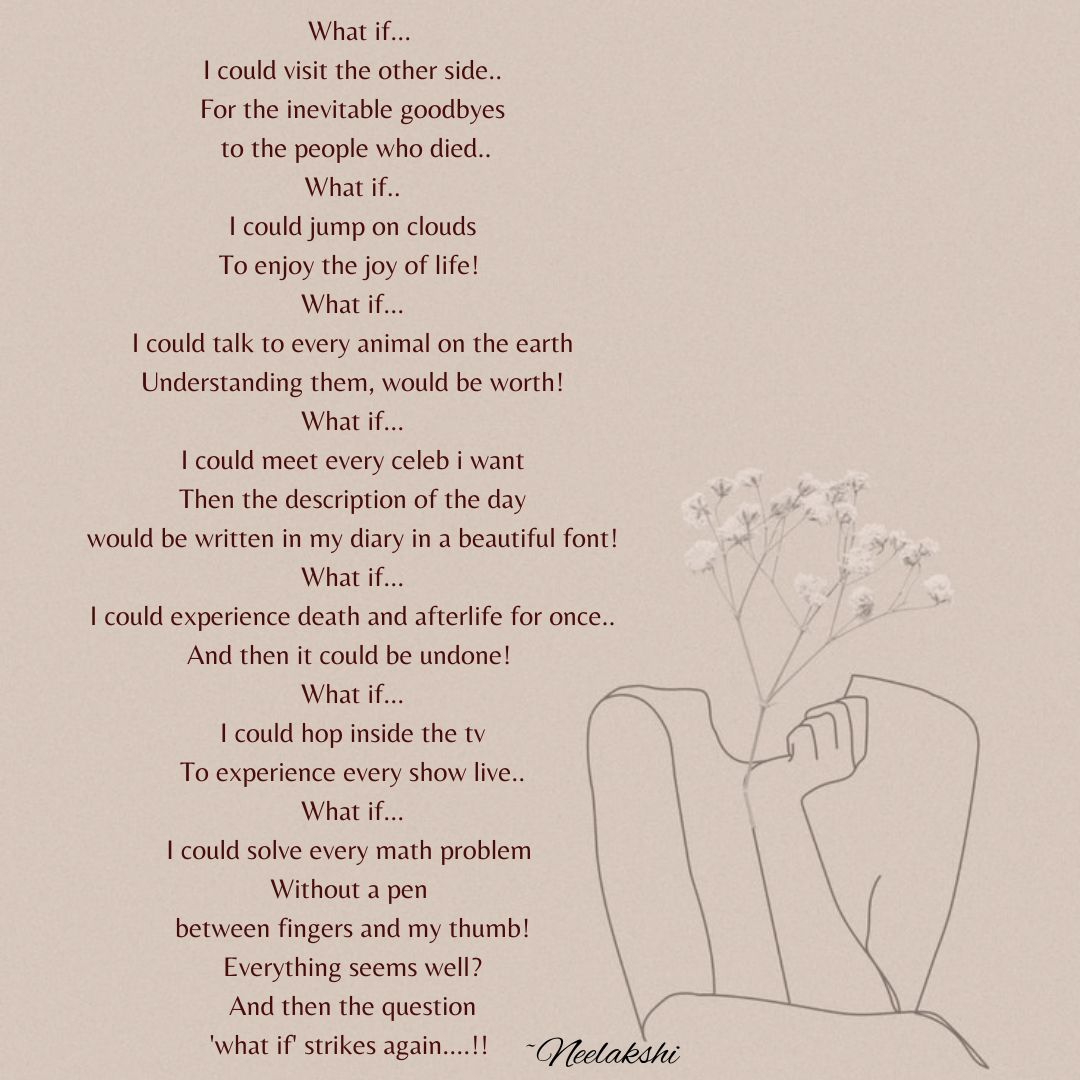 What if...
I could visit the other side..
For the inevitable goodbyes
to the people who died..
What if..
I could jump on clouds
To enjoy the joy of life!
What if...
I could talk to every animal on the earth
Understanding them, would be worth!
What if...
I could meet every celeb i want
Then the description of the day
would be written in my diary in a beautiful font!
What if...
I could experience death and afterlife for once..
And then it could be undone!
What if...
I could hop inside the tv
To experience every show live..
What if...
I could solve every math problem
Without a pen
between fingers and my thumb!
Everything seems well?
And then the question
'what if' strikes again....!!
~Neelakshi